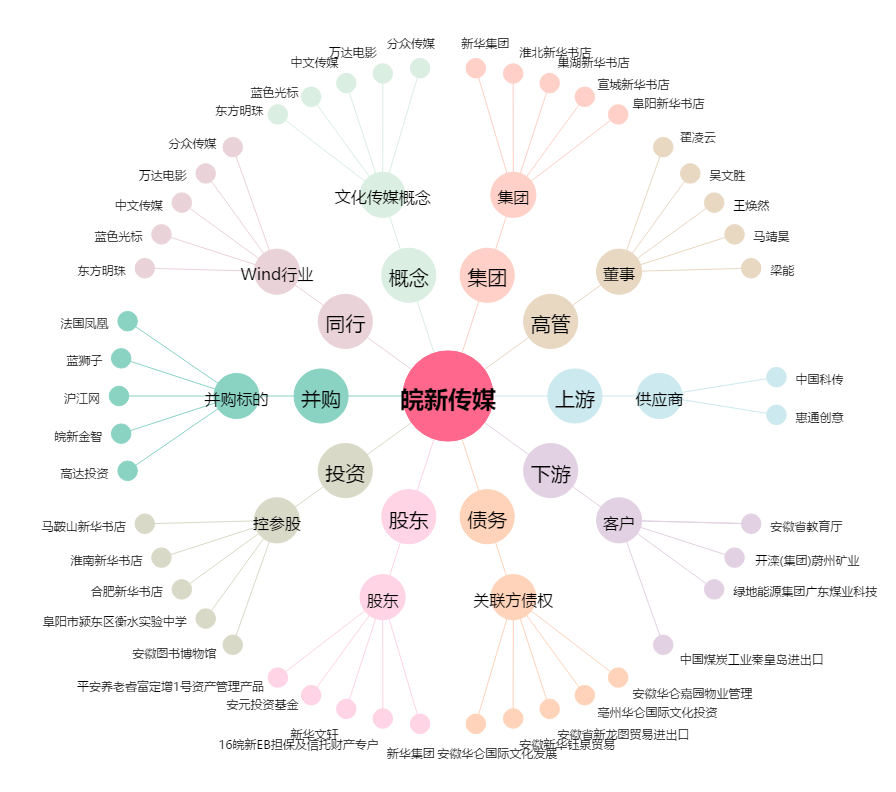 分众传媒
新华集团
万达电影
淮北新华书店
中文传媒
巢湖新华书店
蓝色光标
宣城新华书店
东方明珠
阜阳新华书店
分众传媒
翟凌云
万达电影
吴文胜
文化传媒概念
集团
中文传媒
王焕然
蓝色光标
马靖昊
东方明珠
Wind行业
概念
集团
董事
梁能
法国凤凰
同行
高管
蓝狮子
中国科传
沪江网
并购标的
并购
皖新传媒
上游
供应商
惠通创意
皖新金智
高达投资
投资
下游
马鞍山新华书店
控参股
股东
债务
客户
安徽省教育厅
淮南新华书店
开滦(集团)蔚州矿业
合肥新华书店
绿地能源集团广东煤业科技
股东
关联方债权
阜阳市颍东区衡水实验中学
安徽图书博物馆
中国煤炭工业秦皇岛进出口
平安养老睿富定增1号资产管理产品
安徽华仑嘉园物业管理
安元投资基金
亳州华仑国际文化投资
新华文轩
安徽省新龙图贸易进出口
16皖新EB担保及信托财产专户
安徽新华钰泉贸易
新华集团
安徽华仑国际文化发展